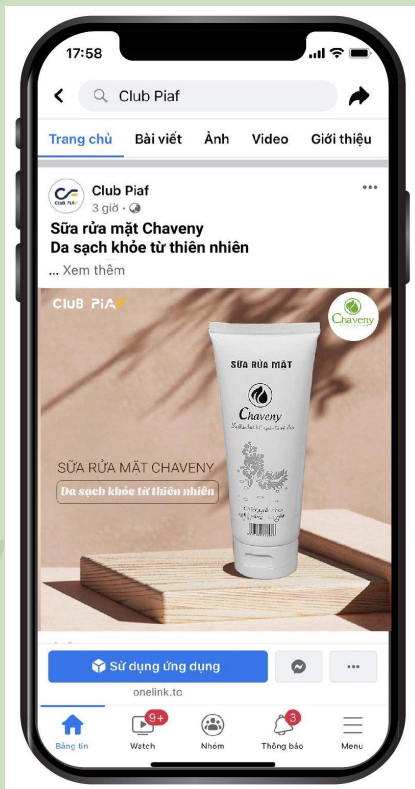 17:58
Club Piaf
Trang chủ Bài viết Ảnh Video Giới thiệu
CLUB PIAF
Club Piaf
3 giờ
Sữa rửa mặt Chaveny
Da sạch khỏe từ thiên nhiên
... Xem thêm
CluB PiAF
Chaveny
SỮA RỬA MẶT
Chaveny
SỮA RỬA MẶT CHAVENY
Da sạch khỏe từ thiên nhiên
Sử dụng ứng dụng
onelink.to
9+
3
Bảng tin Watch Nhóm Thông báo Menu